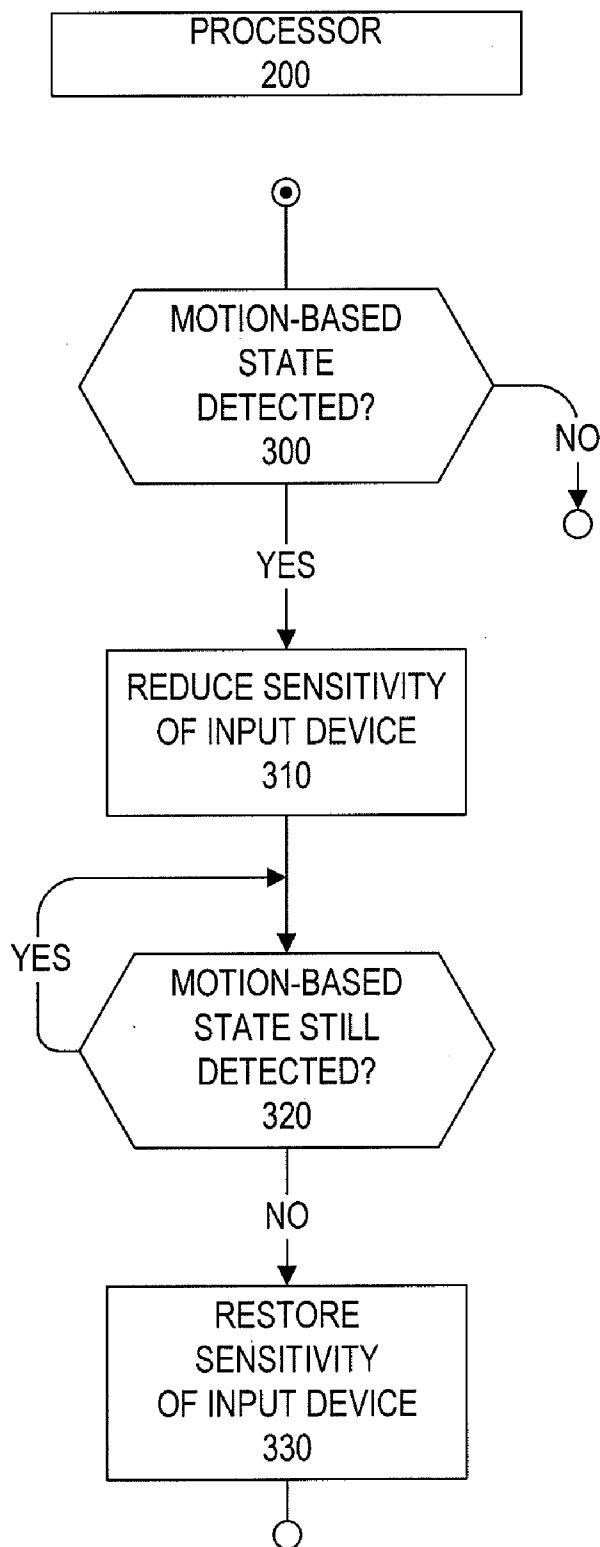 PROCESSOR
200
MOTION-BASED
STATE
DETECTED?
300
NO
YES
REDUCE SENSITIVITY
OF INPUT DEVICE
310
YES
MOTION-BASED
STATE STILL
DETECTED?
320
NO
RESTORE
SENSITIVITY
OF INPUT DEVICE
330